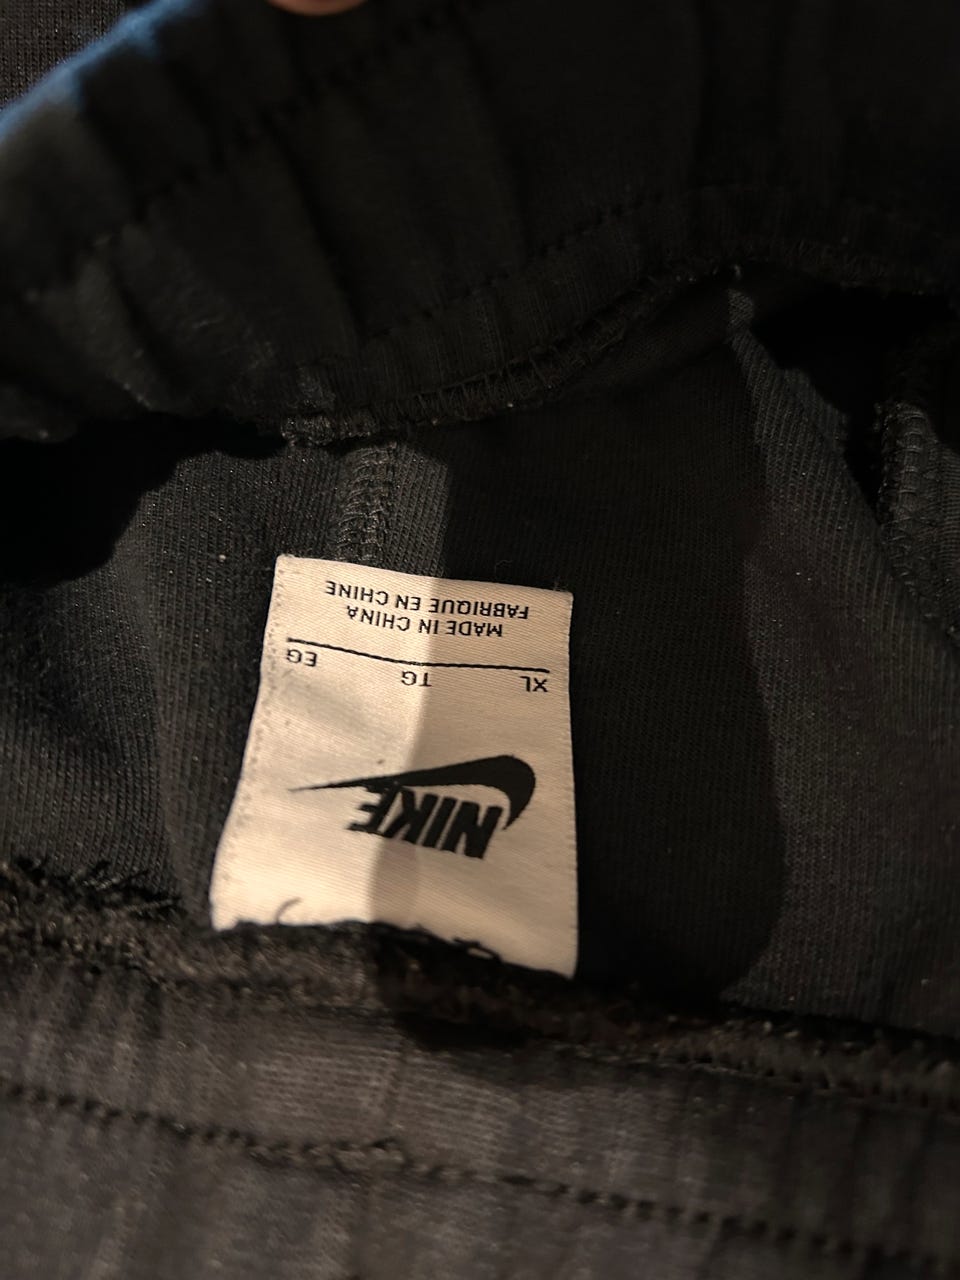 NIKE
XL TG EG
MADE IN CHINA
FABRIQUE EN CHINE